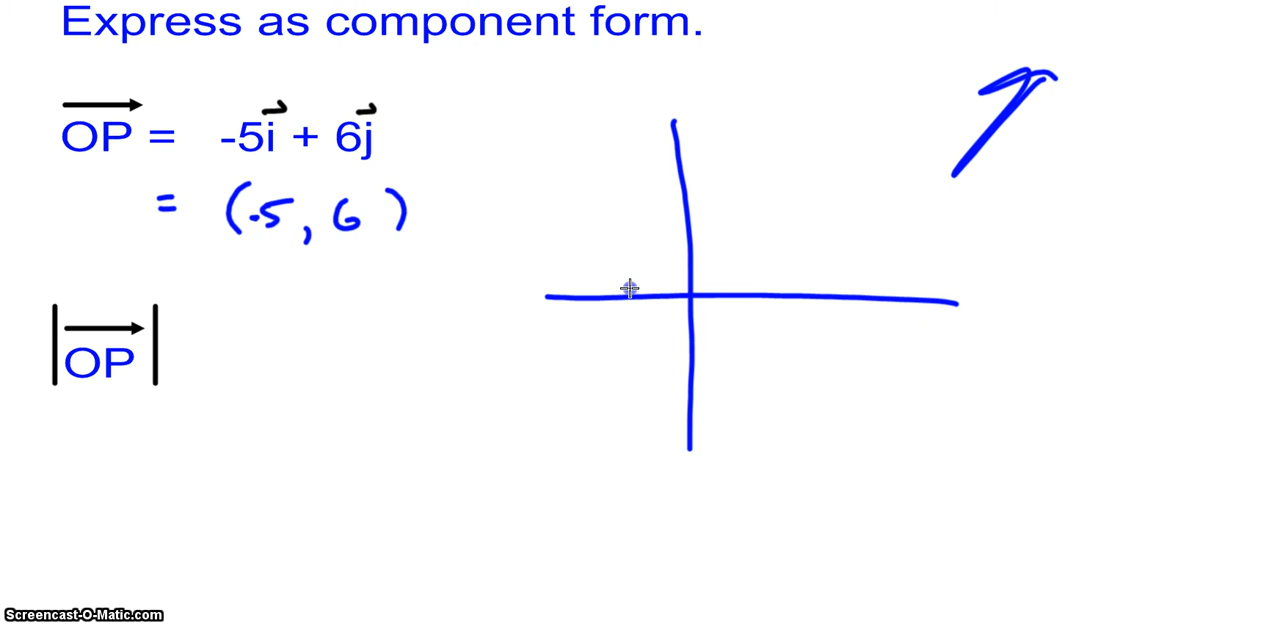 Express as component form.
OP = -5i + 6j
= (-5, 6)
|OP|
Screencast-O-Matic.com